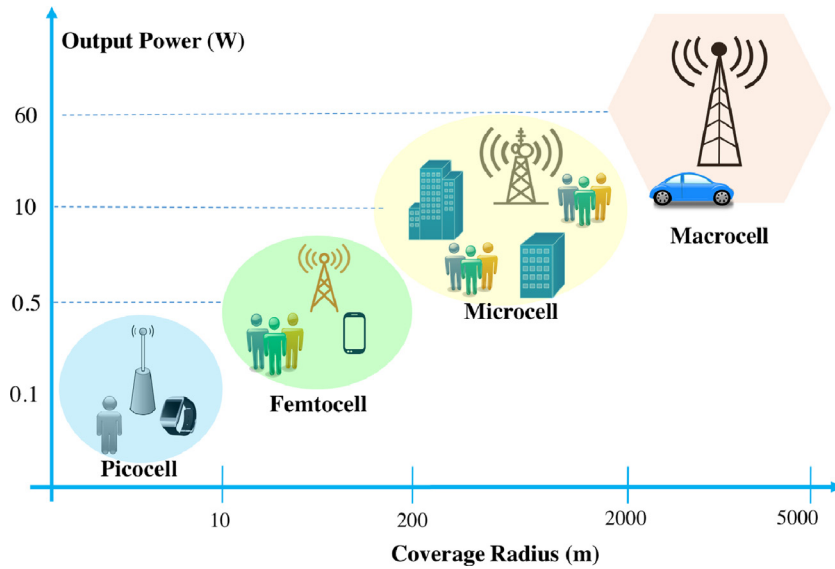 Output Power (W)
60
10
0.5
0.1
Macrocell
Microcell
Femtocell
Picocell
10
200
2000
5000
Coverage Radius (m)